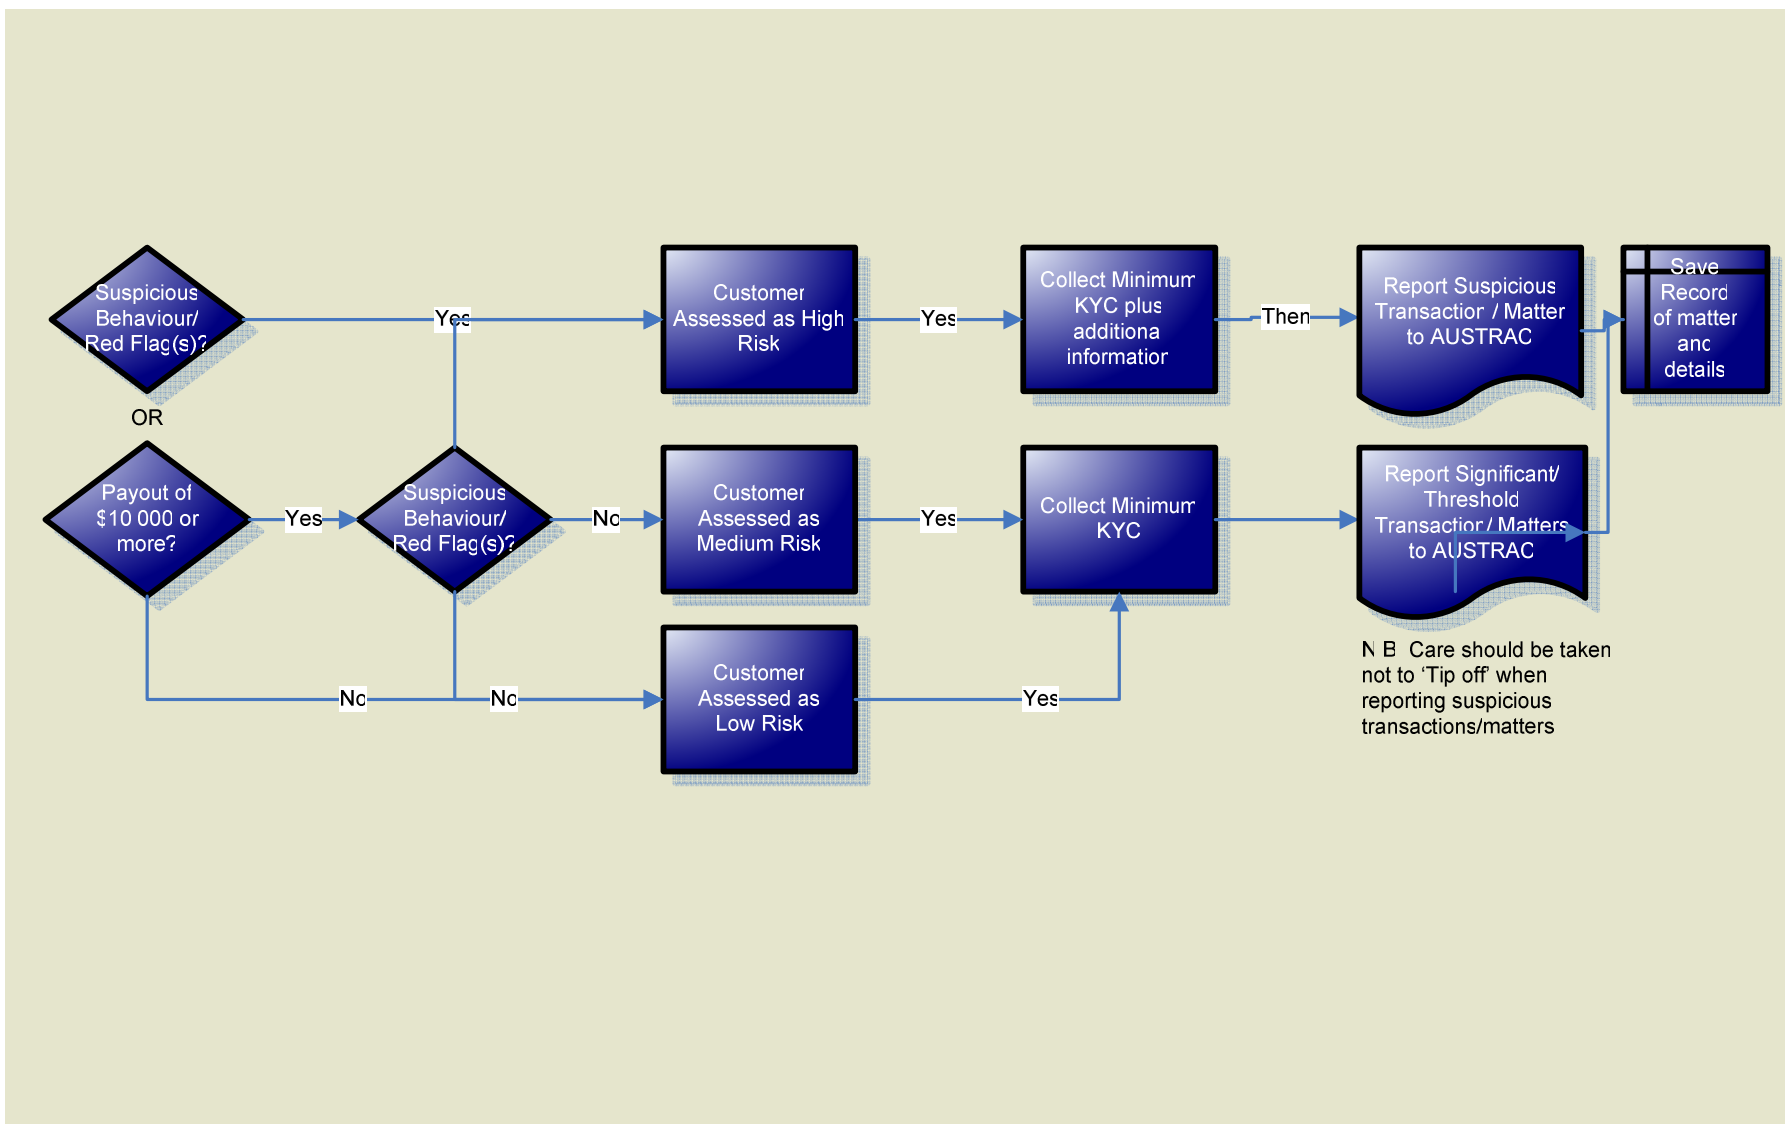 Suspicious
Behaviour/
Red Flag(s)?
OR
Payout of
$10 000 or
more?
Yes
Suspicious
Behaviour/
Red Flag(s)?
Yes
No
No
No
Customer
Assessed as High
Risk
Customer
Assessed as
Medium Risk
Customer
Assessed as
Low Risk
Yes
Yes
Yes
Collect Minimum
KYC plus
additiona
information
Collect Minimum
KYC
Then
Report Suspicious
Transaction / Matter
to AUSTRAC
Report Significant/
Threshold
Transaction/ Matters
to AUSTRAC
Save
Record
of matter
and
details
N B Care should be taken
not to ‘Tip off’ when
reporting suspicious
transactions/matters